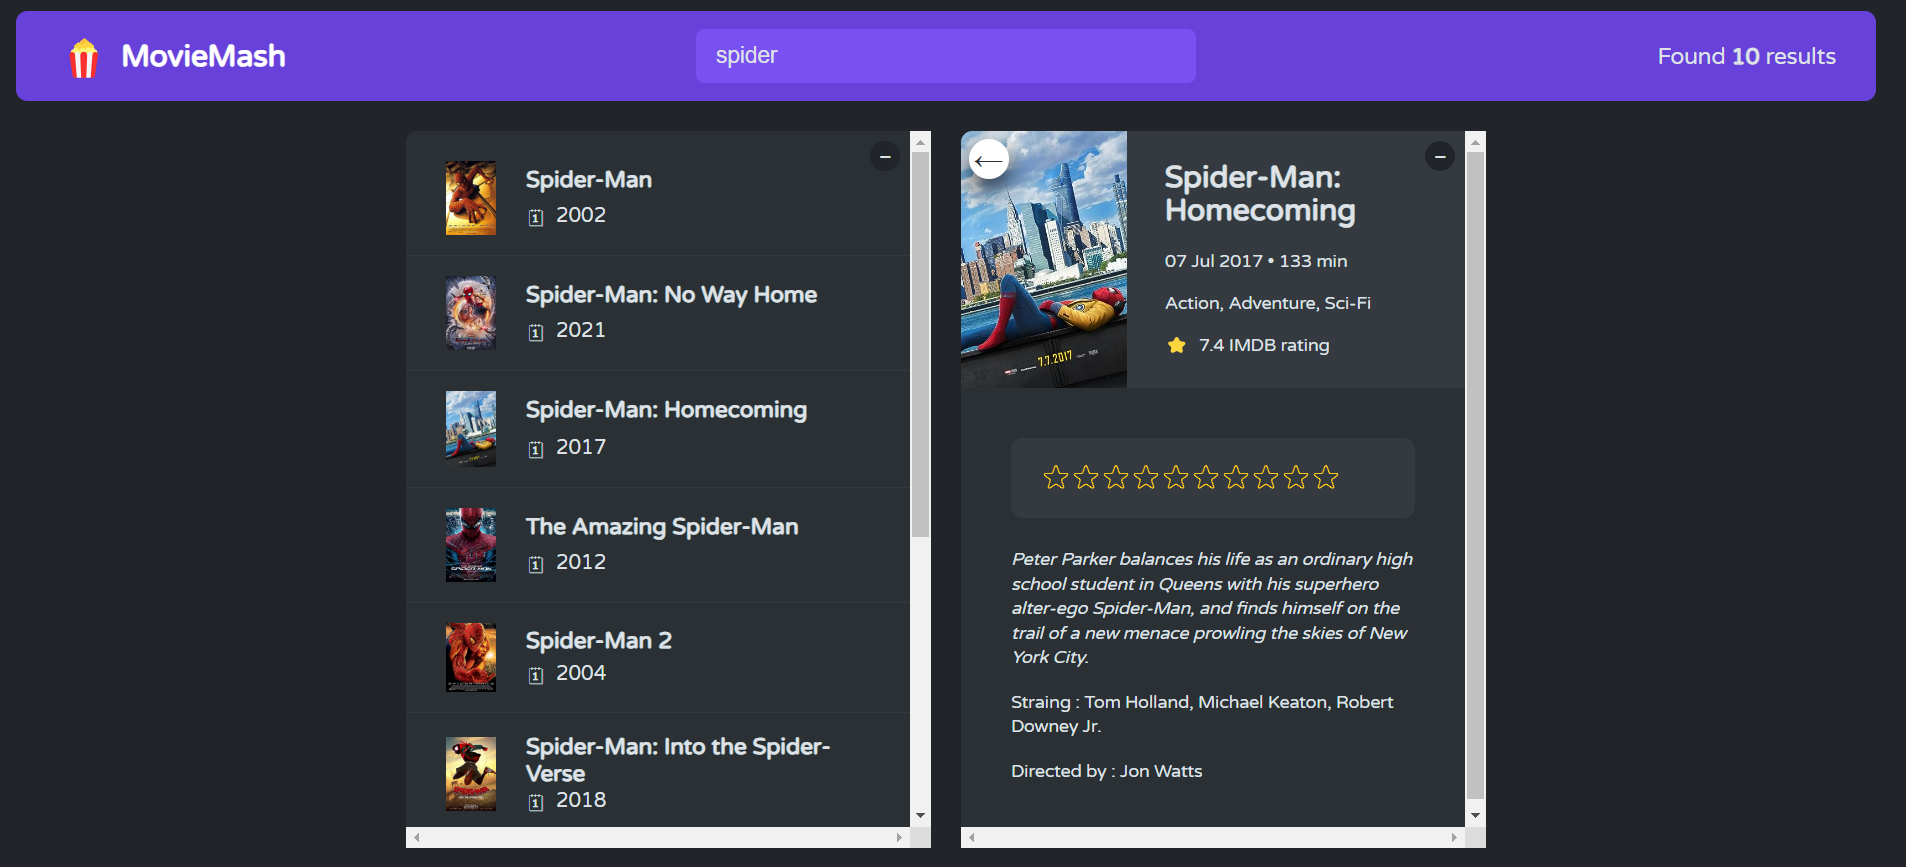 MovieMash
spider
Found 10 results
Spider-Man
2002
Spider-Man: No Way Home
2021
Spider-Man: Homecoming
2017
The Amazing Spider-Man
2012
Spider-Man 2
2004
Spider-Man: Into the Spider-
Verse
2018
7.7.2017
Spider-Man:
Homecoming
07 Jul 2017 • 133 min
Action, Adventure, Sci-Fi
7.4 IMDB rating
Peter Parker balances his life as an ordinary high
school student in Queens with his superhero
alter-ego Spider-Man, and finds himself on the
trail of a new menace prowling the skies of New
York City.
Straing : Tom Holland, Michael Keaton, Robert
Downey Jr.
Directed by : Jon Watts